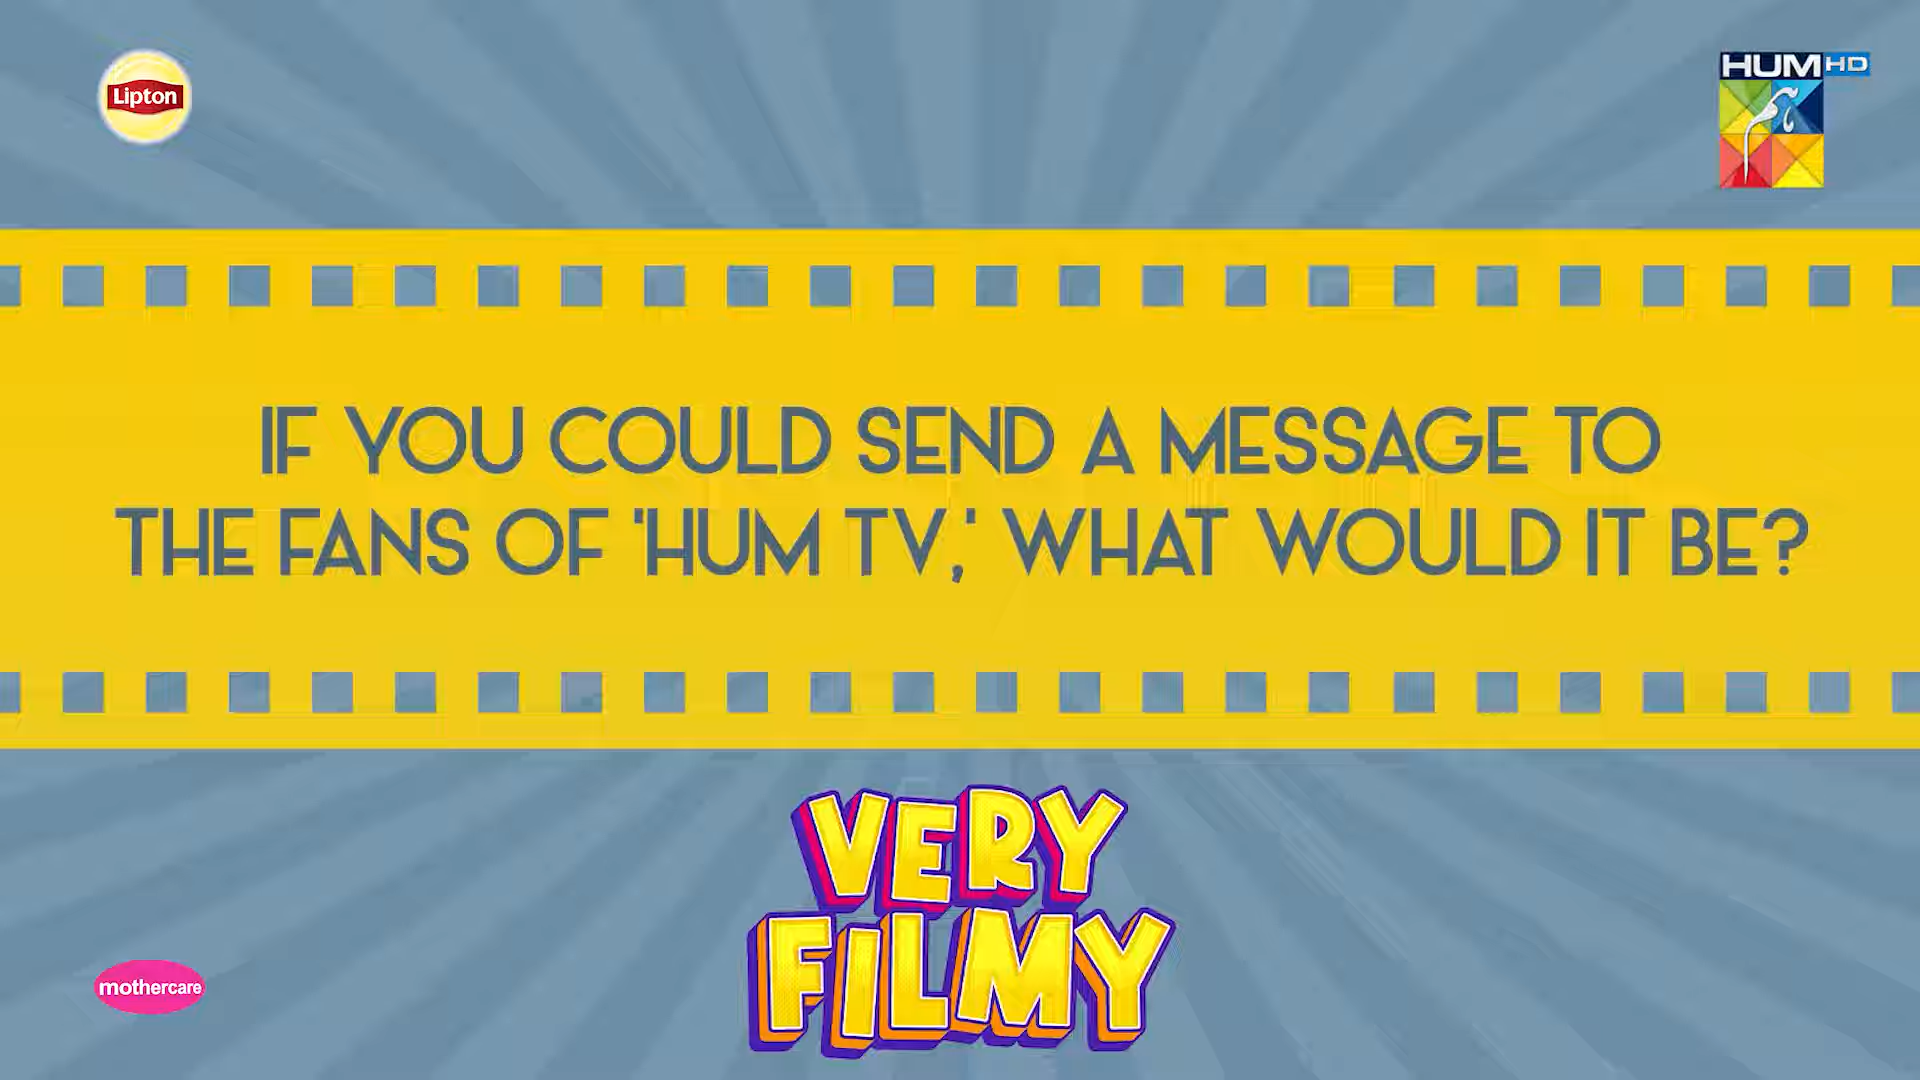 Lipton
HUM HD
ہم
IF YOU COULD SEND A MESSAGE TO
THE FANS OF 'HUM TV,' WHAT WOULD IT BE?
VERY
FILMY
mothercare